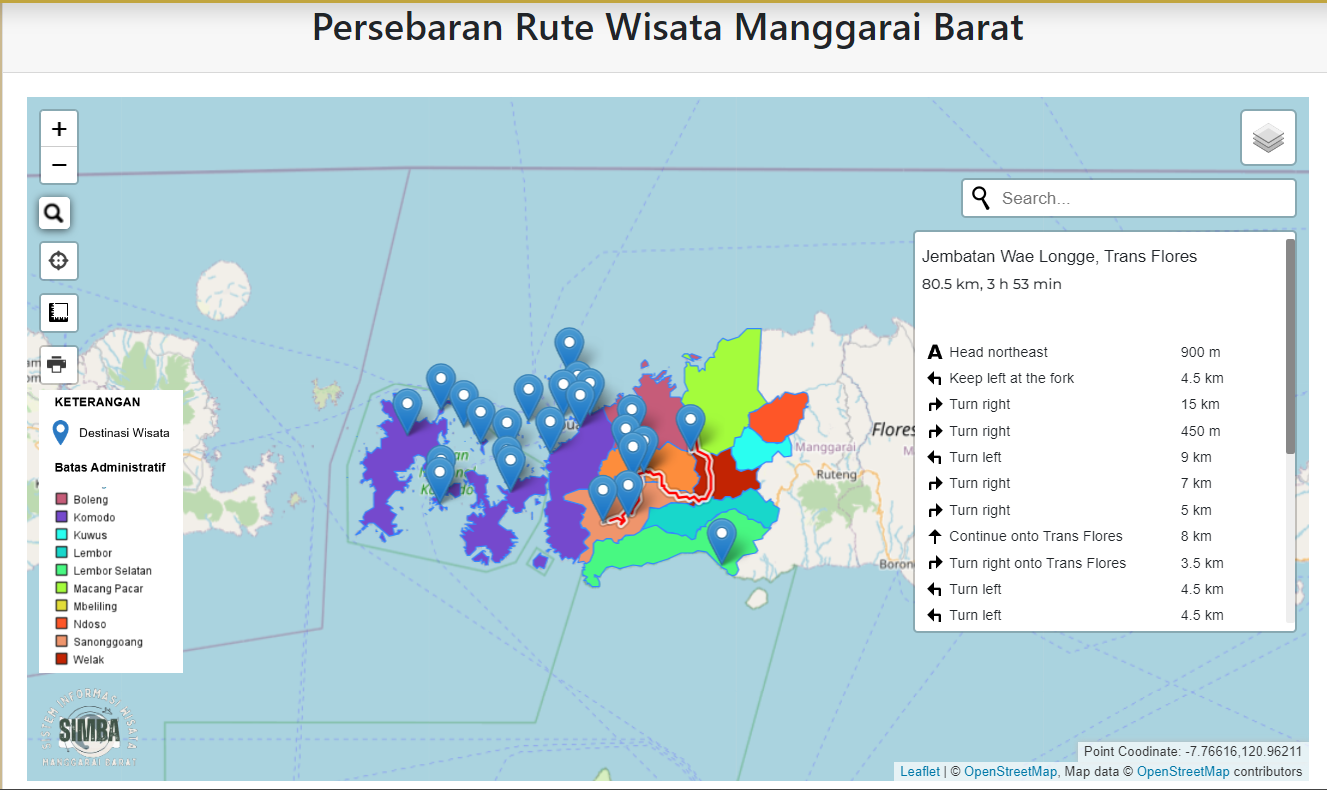 Persebaran Rute Wisata Manggarai Barat
+
−
Search...
Jembatan Wae Longge, Trans Flores
80.5 km, 3 h 53 min
Head northeast 900 m
Keep left at the fork 4.5 km
Turn right 15 km
Turn right 450 m
Turn left 9 km
Turn right 7 km
Turn right 5 km
Continue onto Trans Flores 8 km
Turn right onto Trans Flores 3.5 km
Turn left 4.5 km
Turn left 4.5 km
KETERANGAN
Destinasi Wisata
Batas Administratif
Boleng
Komodo
Kuwus
Lembor
Lembor Selatan
Macang Pacar
Mbeliling
Ndoso
Sanonggoang
Welak
Flores
Manggarai
Ruteng
Borong
SISTEM INFORMASI WISATA
SIMBA
MANGGARAI BARAT
Point Coodinate: -7.76616,120.96211
Leaflet | © OpenStreetMap, Map data © OpenStreetMap contributors